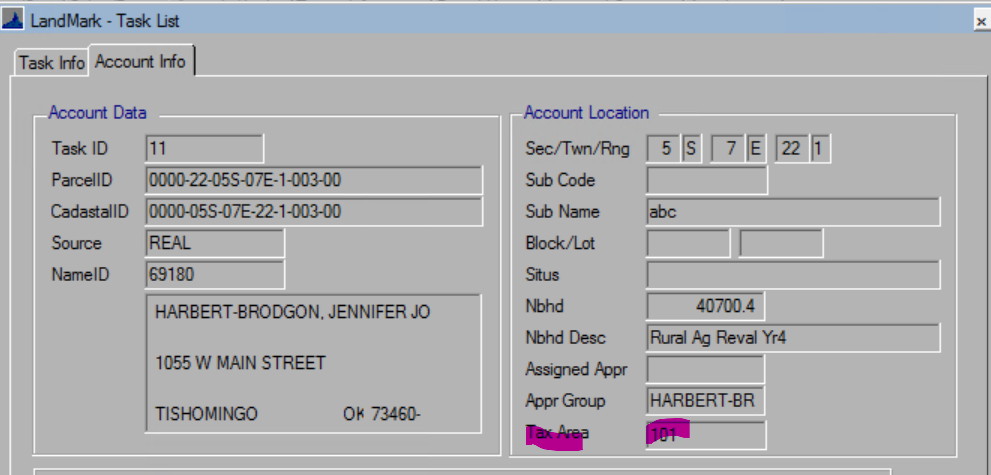 LandMark - Task List
x
Task Info Account Info
Account Data
Task ID 11
ParcelID 0000-22-05S-07E-1-003-00
CadastalID 0000-05S-07E-22-1-003-00
Source REAL
NameID 69180
HARBERT-BRODGON, JENNIFER JO
1055 W MAIN STREET
TISHOMINGO OK 73460-
Account Location
Sec/Twn/Rng 5 S 7 E 22 1
Sub Code
Sub Name abc
Block/Lot
Situs
Nbhd 40700.4
Nbhd Desc Rural Ag Reval Yr4
Assigned Appr
Appr Group HARBERT-BR
Tax Area 101